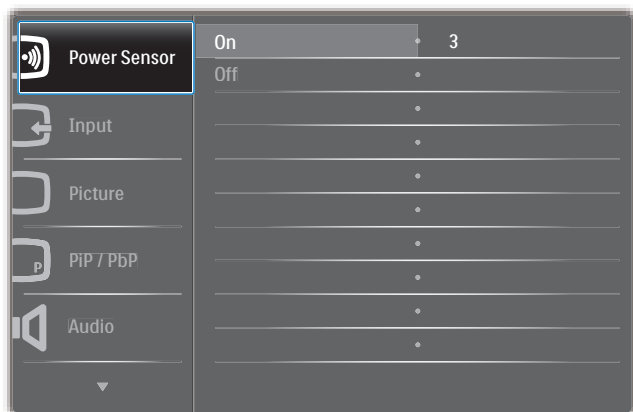 Power Sensor
On 3
Off
Input
Picture
P
PiP / PbP
Audio